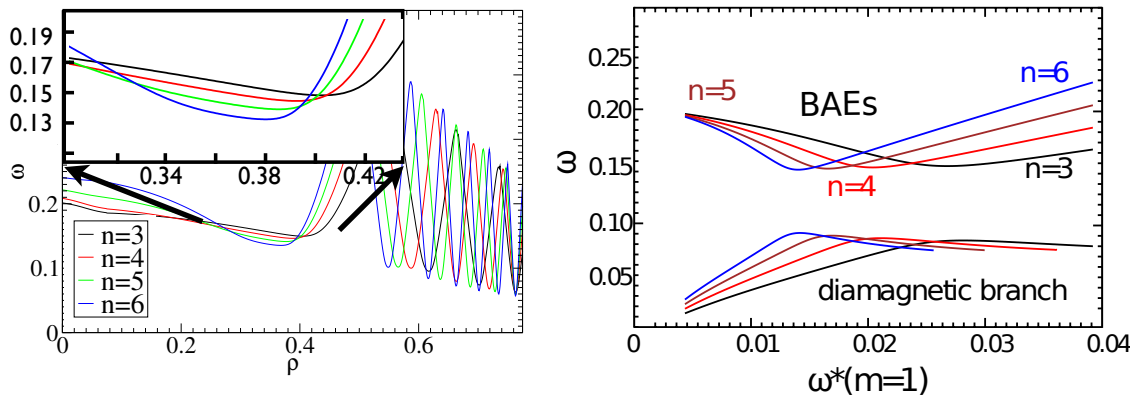 0.19
0.17
0.15
0.13
0.34
0.38
0.42
ω
ω
0.2
0.1
0
n=3
n=4
n=5
n=6
0
0.2
0.4
0.6
ρ
0.20
0.15
0.10
0.05
ω
n=5
BAEs
n=6
n=4
n=3
diamagnetic branch
0
0.01
0.02
0.03
0.04
ω*(m=1)